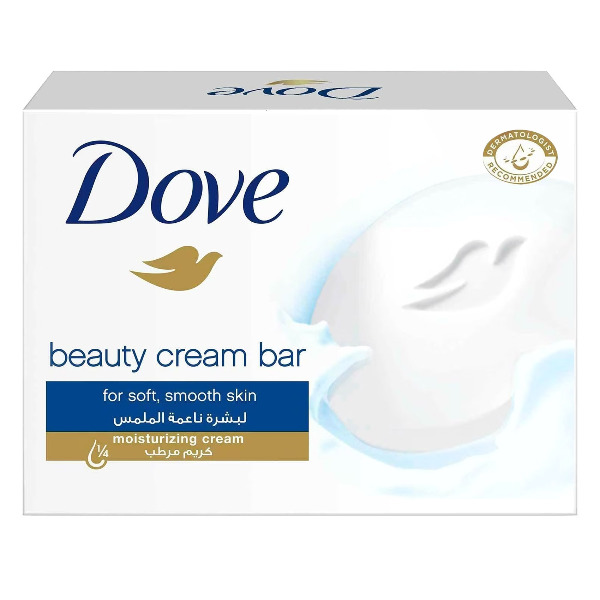 Dove
Dove
DERMATOLOGIST
RECOMMENDED
beauty cream bar
for soft, smooth skin
لبشرة ناعمة الملمس
¼
moisturizing cream
كريم مرطب